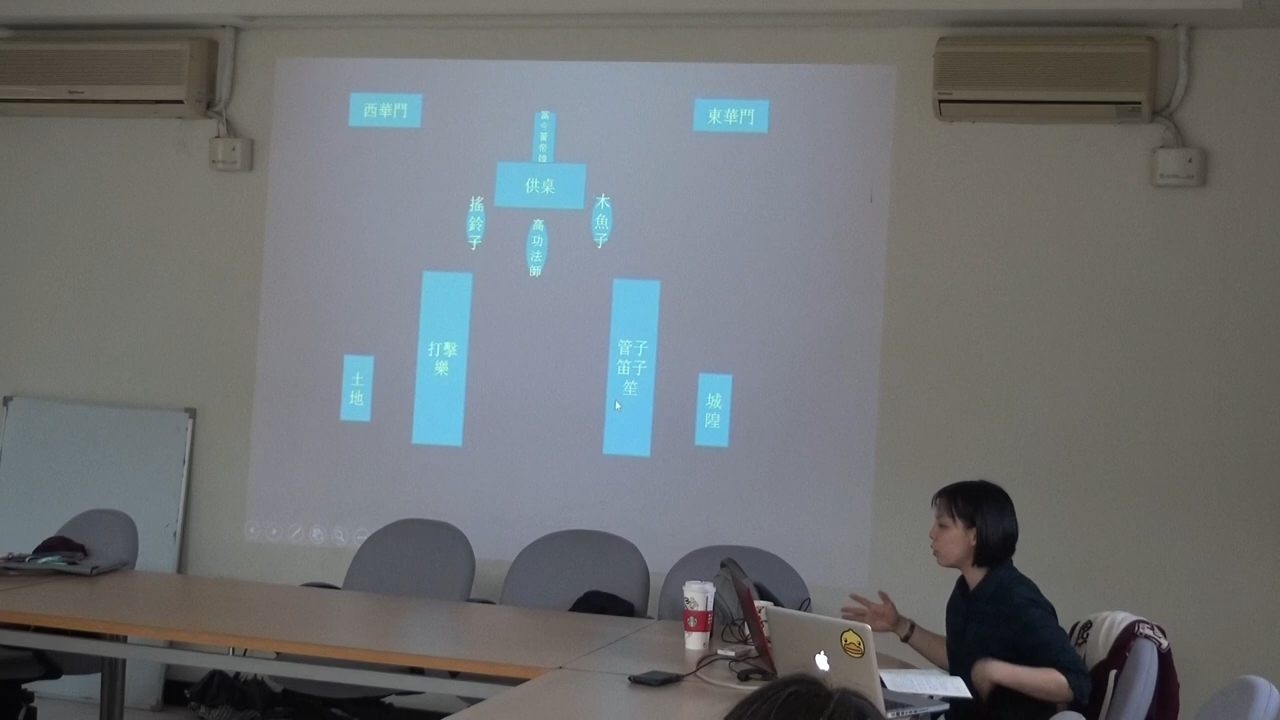 西華門
東華門
供桌
搖鈴子
木魚子
高功法師
打擊
樂
管子
笛子
笙
土地
城隍